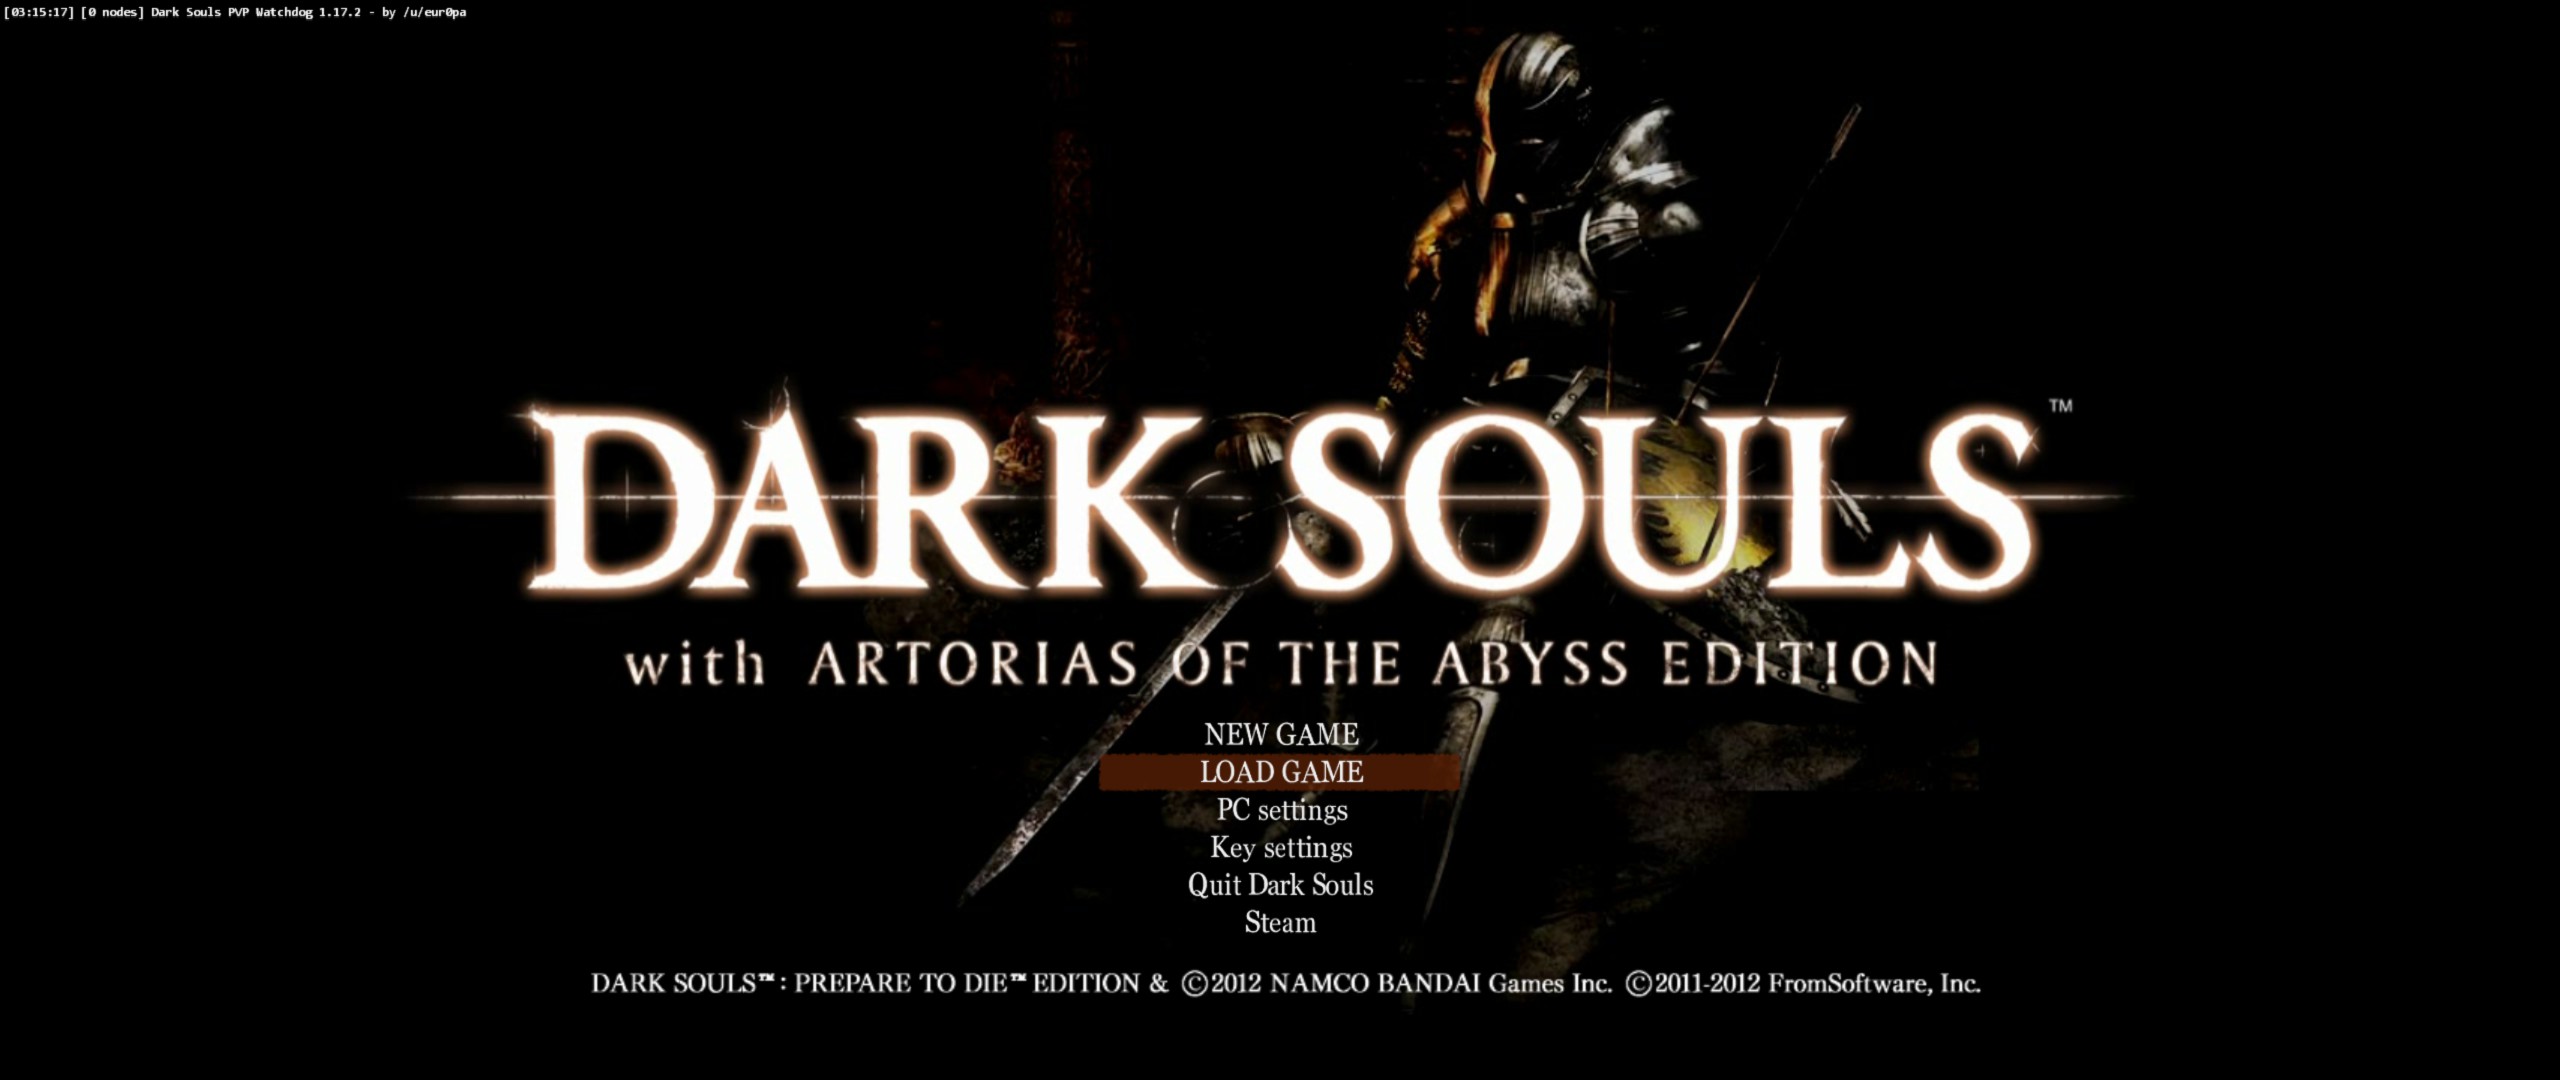 [03:15:17] [0 nodes] Dark Souls PVP Watchdog 1.17.2 - by /u/eur0pa
DARK SOULS™
with ARTORIAS OF THE ABYSS EDITION
NEW GAME
LOAD GAME
PC settings
Key settings
Quit Dark Souls
Steam
DARK SOULS™: PREPARE TO DIE™ EDITION & ©2012 NAMCO BANDAI Games Inc. ©2011-2012 FromSoftware, Inc.